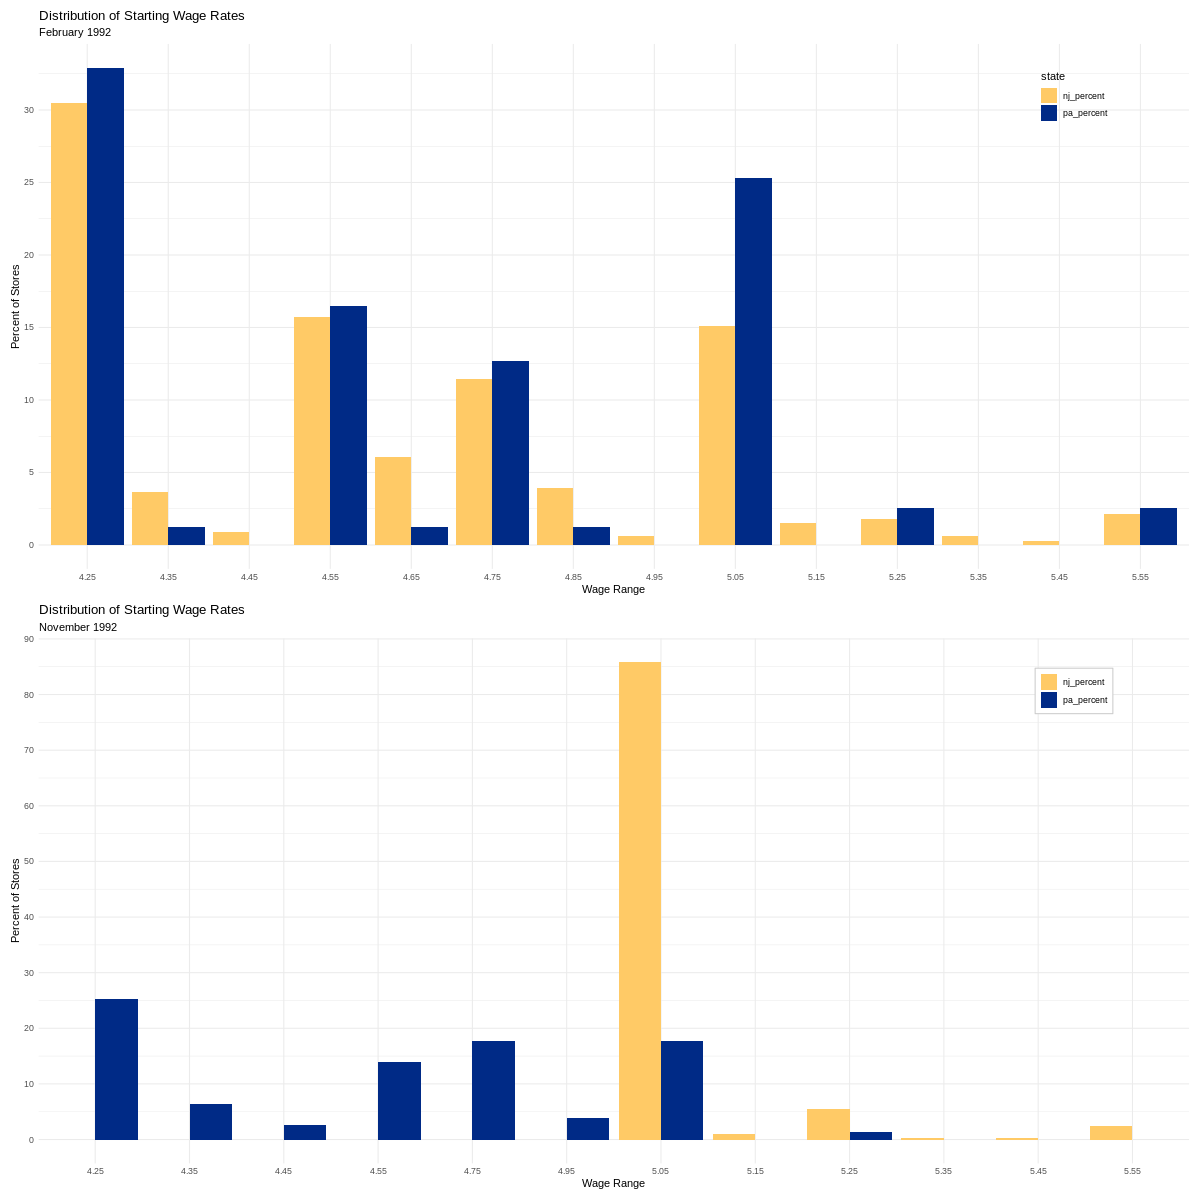 Distribution of Starting Wage Rates
February 1992
state
nj_percent
pa_percent
Percent of Stores
30
25
20
15
10
5
0
4.25 4.35 4.45 4.55 4.65 4.75 4.85 4.95 5.05 5.15 5.25 5.35 5.45 5.55
Wage Range
Distribution of Starting Wage Rates
November 1992
nj_percent
pa_percent
Percent of Stores
90
80
70
60
50
40
30
20
10
0
4.25 4.35 4.45 4.55 4.75 4.95 5.05 5.15 5.25 5.35 5.45 5.55
Wage Range